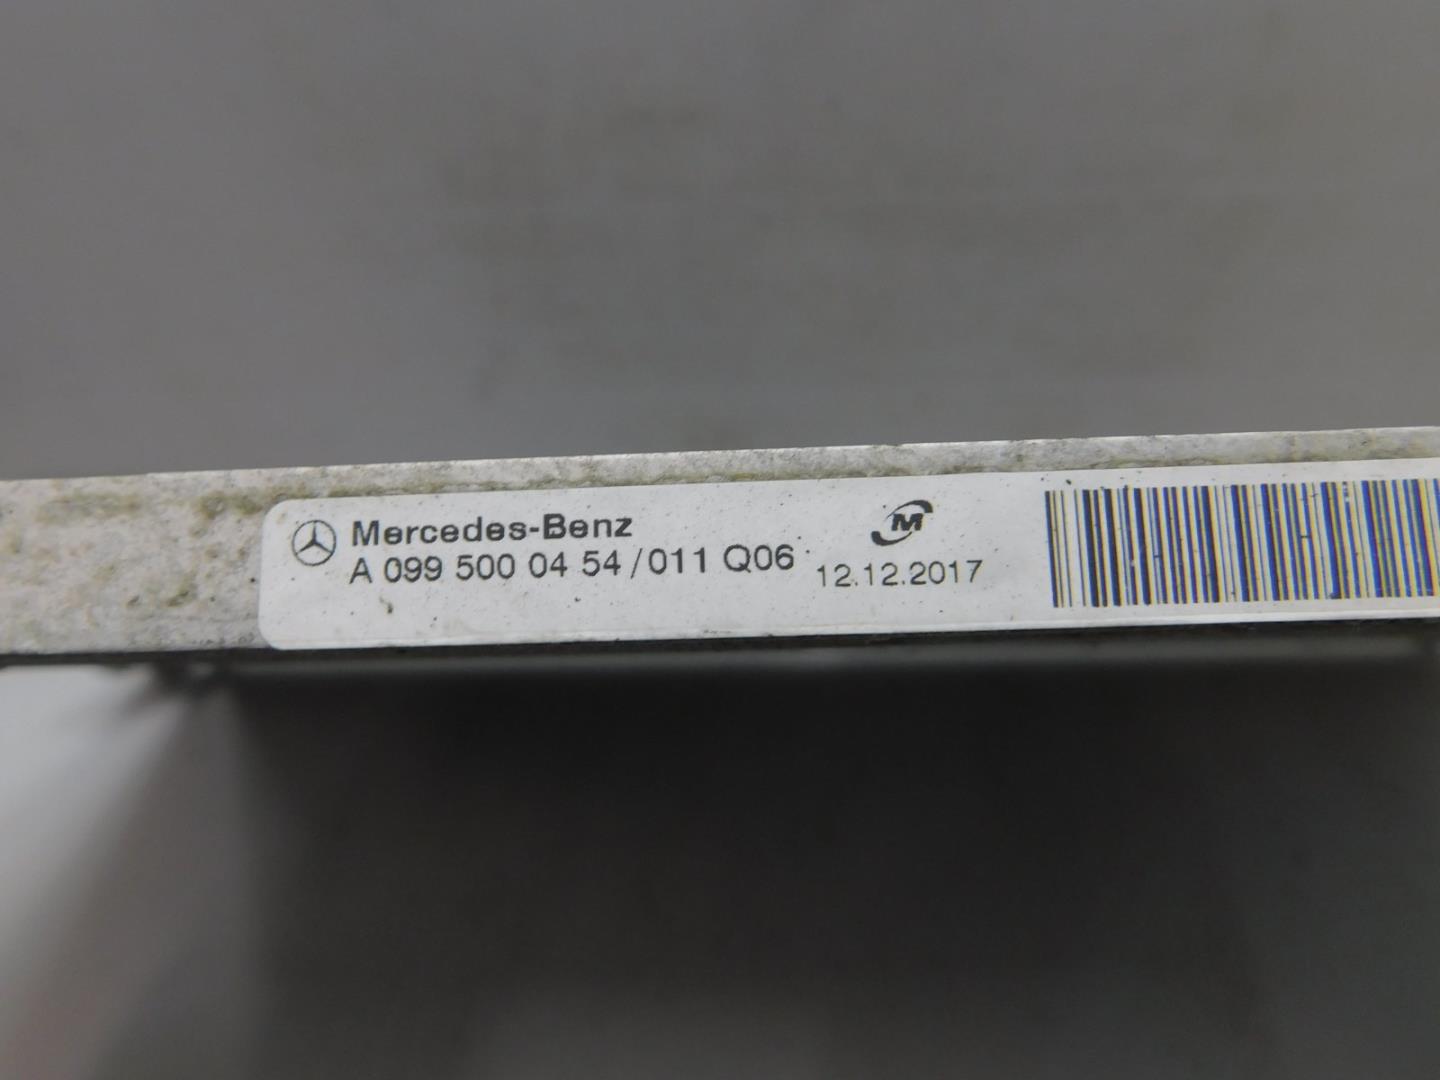 Mercedes-Benz
A 099 500 04 54 / 011 Q06
M
12.12.2017